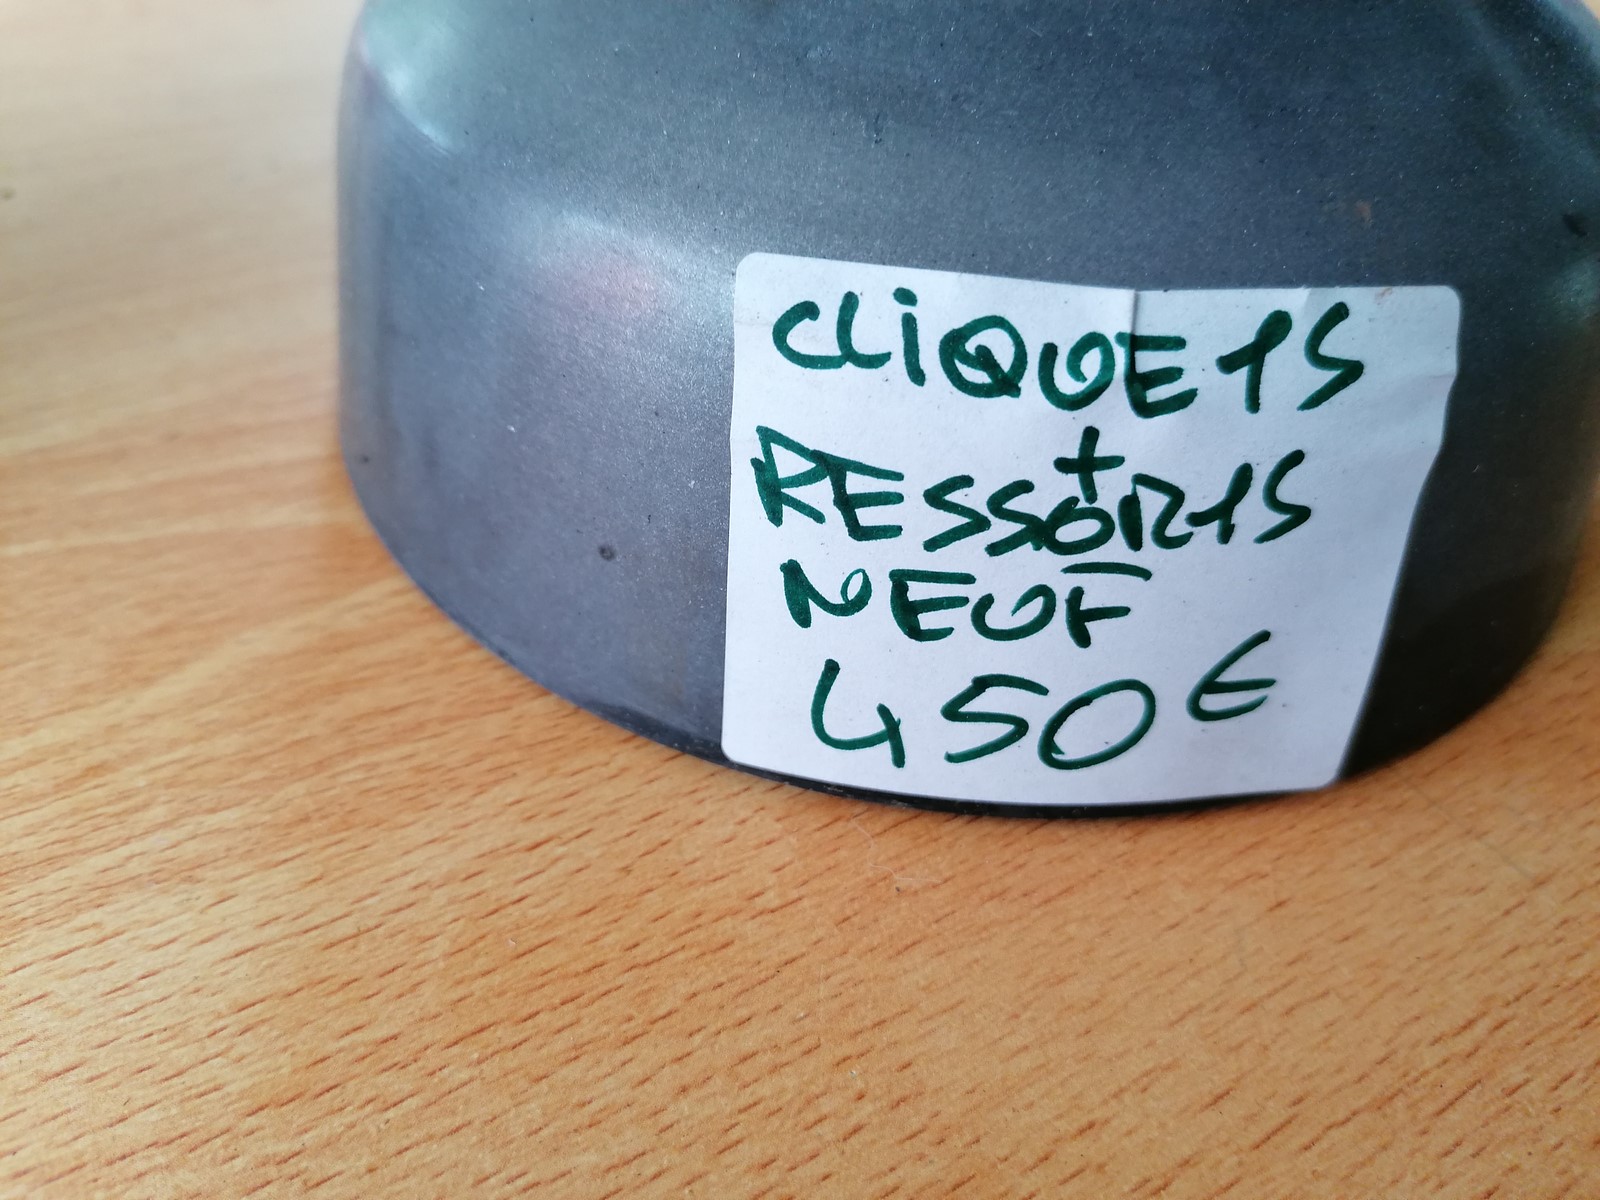 CLiQUETS
+
RESSORTS
NEUF
450€